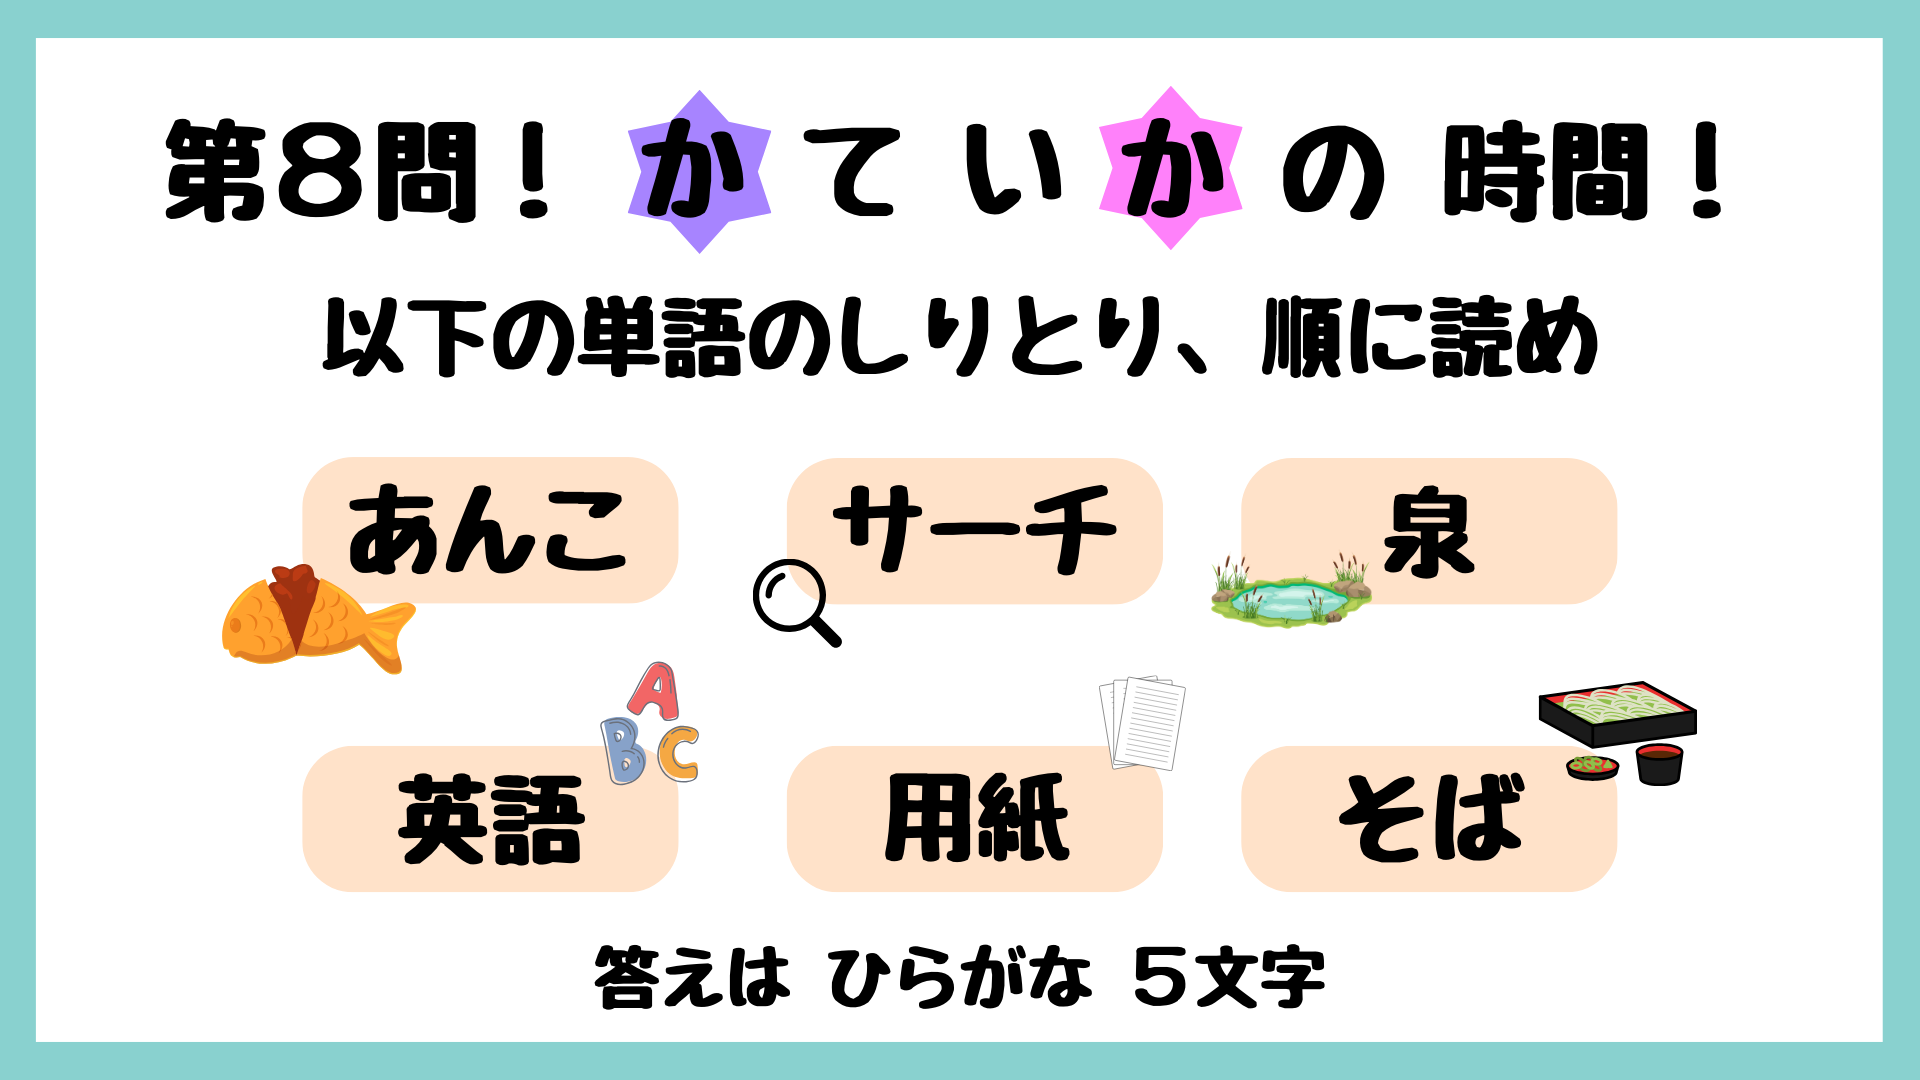 第8問！かていかの 時間！
以下の単語のしりとり、順に読め
あんこ サーチ 泉
A
B C
英語 用紙 そば
答えは ひらがな 5文字